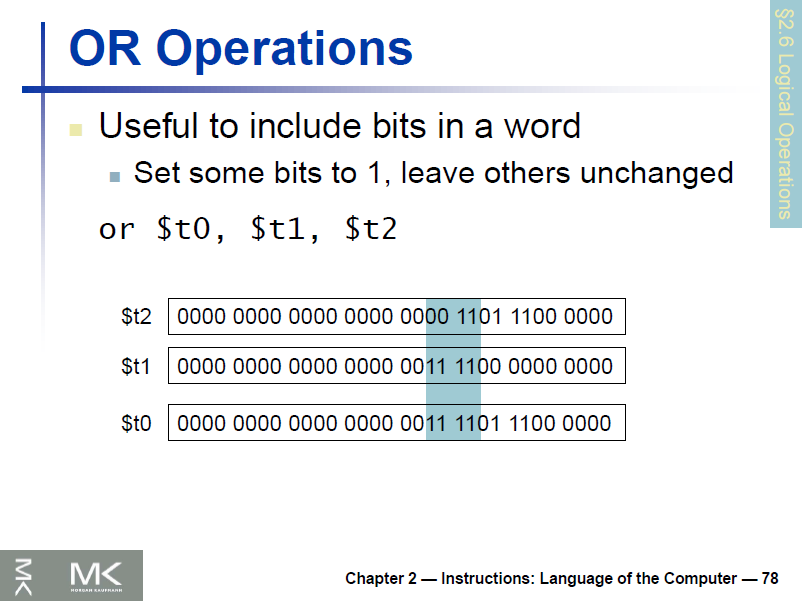 OR Operations
§2.6 Logical Operations
Useful to include bits in a word
Set some bits to 1, leave others unchanged
or $t0, $t1, $t2
$t2 0000 0000 0000 0000 0000 1101 1100 0000
$t1 0000 0000 0000 0000 0011 1100 0000 0000
$t0 0000 0000 0000 0000 0011 1101 1100 0000
MK
MK
MORGAN KAUFMANN
Chapter 2 — Instructions: Language of the Computer — 78